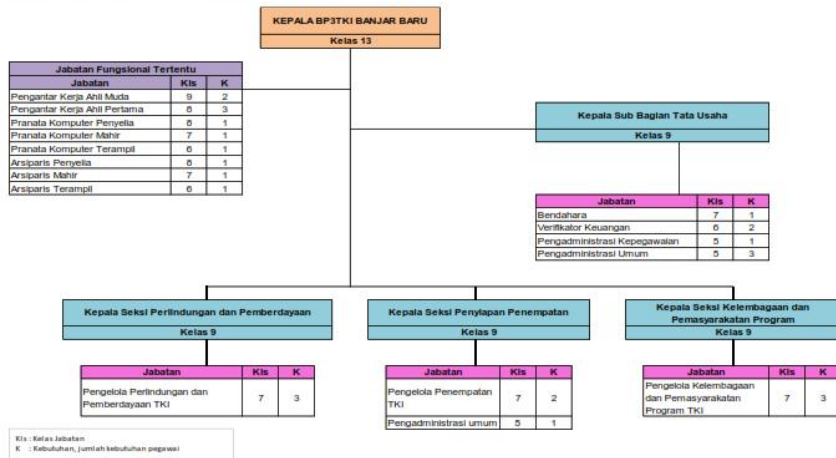 KEPALA BP3TKI BANJAR BARU
Kelas 13
Jabatan Fungsional Tertentu
Jabatan Kls K
Pengantar Kerja Ahli Muda 9 2
Pengantar Kerja Ahli Pertama 8 3
Pranata Komputer Penyelia 8 1
Pranata Komputer Mahir 7 1
Pranata Komputer Terampil 6 1
Arsiparis Penyelia 8 1
Arsiparis Mahir 7 1
Arsiparis Terampil 6 1
Kepala Sub Bagian Tata Usaha
Kelas 9
Jabatan Kls K
Bendahara 7 1
Verifikator Keuangan 6 2
Pengadministrasi Kepegawaian 5 1
Pengadministrasi Umum 5 3
Kepala Seksi Perlindungan dan Pemberdayaan
Kelas 9
Jabatan Kls K
Pengelola Perlindungan dan
Pemberdayaan TKI 7 3
Kepala Seksi Penyiapan Penempatan
Kelas 9
Jabatan Kls K
Pengelola Penempatan
TKI 7 2
Pengadministrasi umum 5 1
Kepala Seksi Kelembagaan dan
Pemasyarakatan Program
Kelas 9
Jabatan Kls K
Pengelola Kelembagaan
dan Pemasyarakatan 7 3
Program TKI
Kls : Kelas Jabatan
K : Kebutuhan, jumlah kebutuhan pegawai